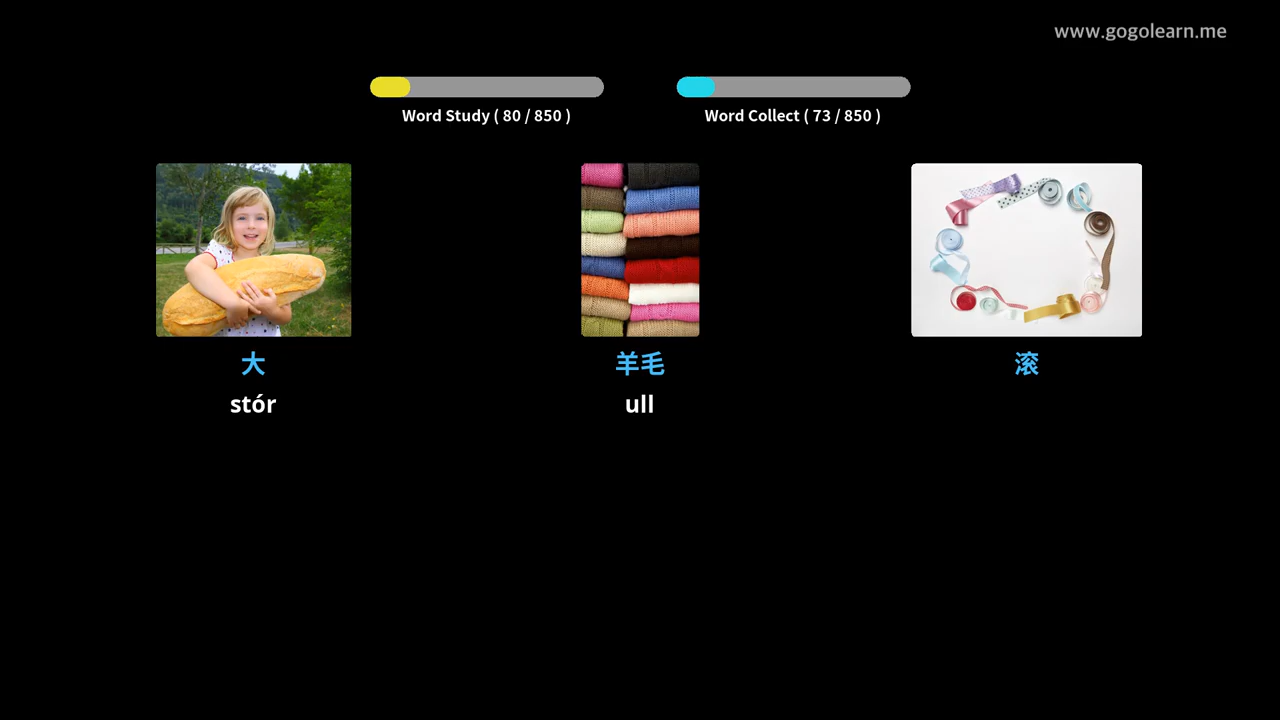 www.gogolearn.me
Word Study ( 80 / 850 )
Word Collect ( 73 / 850 )
大
羊毛
滚
stór
ull